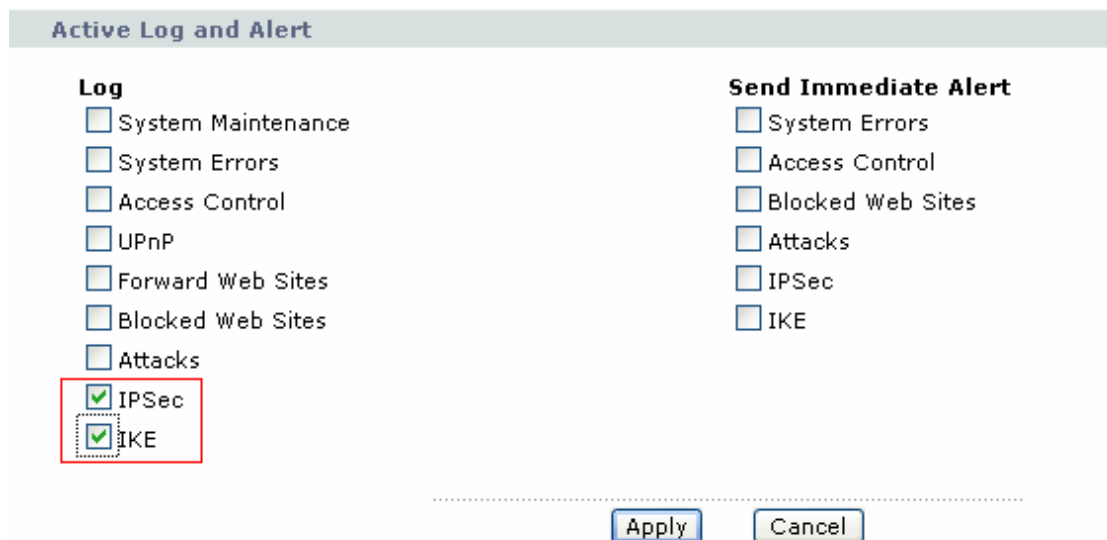 Active Log and Alert
Log
System Maintenance
System Errors
Access Control
UPnP
Forward Web Sites
Blocked Web Sites
Attacks
IPSec
IKE
Send Immediate Alert
System Errors
Access Control
Blocked Web Sites
Attacks
IPSec
IKE
Apply
Cancel